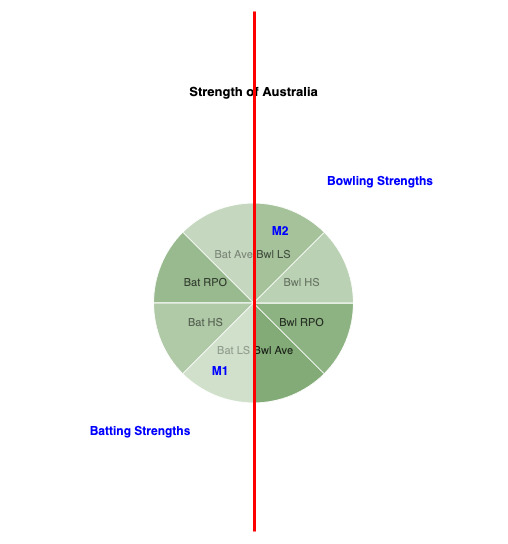 Strength of Australia
Bowling Strengths
M2
Bat Ave Bwl LS
Bat RPO Bwl HS
Bat HS Bwl RPO
Bat LS Bwl Ave
M1
Batting Strengths